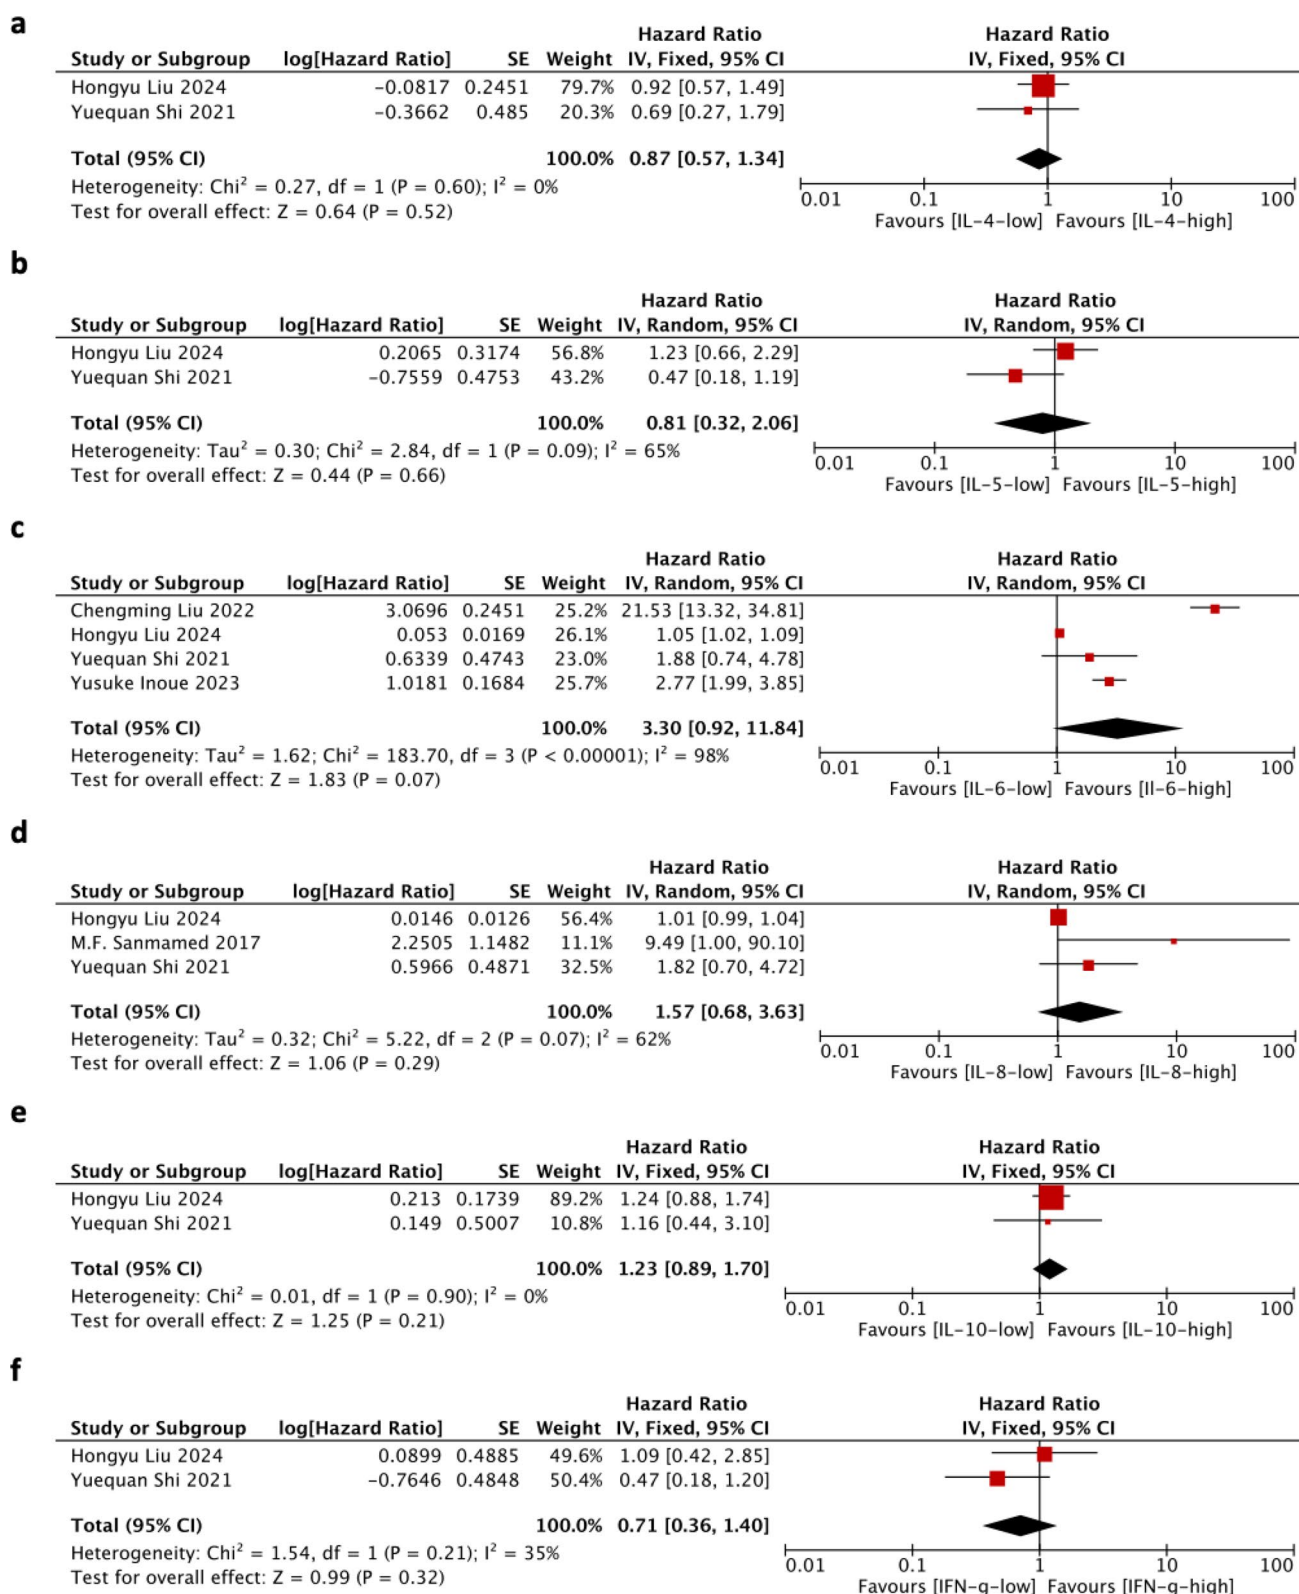 a
Hazard Ratio Hazard Ratio
Study or Subgroup log[Hazard Ratio] SE Weight IV, Fixed, 95% CI IV, Fixed, 95% CI
Hongyu Liu 2024 −0.0817 0.2451 79.7% 0.92 [0.57, 1.49]
Yuequan Shi 2021 −0.3662 0.485 20.3% 0.69 [0.27, 1.79]
Total (95% CI) 100.0% 0.87 [0.57, 1.34]
Heterogeneity: Chi² = 0.27, df = 1 (P = 0.60); I² = 0%
Test for overall effect: Z = 0.64 (P = 0.52)
0.01 0.1 1 10 100
Favours [IL-4-low] Favours [IL-4-high]
b
Hazard Ratio Hazard Ratio
Study or Subgroup log[Hazard Ratio] SE Weight IV, Random, 95% CI IV, Random, 95% CI
Hongyu Liu 2024 0.2065 0.3174 56.8% 1.23 [0.66, 2.29]
Yuequan Shi 2021 −0.7559 0.4753 43.2% 0.47 [0.18, 1.19]
Total (95% CI) 100.0% 0.81 [0.32, 2.06]
Heterogeneity: Tau² = 0.30; Chi² = 2.84, df = 1 (P = 0.09); I² = 65%
Test for overall effect: Z = 0.44 (P = 0.66)
0.01 0.1 1 10 100
Favours [IL-5-low] Favours [IL-5-high]
c
Hazard Ratio Hazard Ratio
Study or Subgroup log[Hazard Ratio] SE Weight IV, Random, 95% CI IV, Random, 95% CI
Chengming Liu 2022 3.0696 0.2451 25.2% 21.53 [13.32, 34.81]
Hongyu Liu 2024 0.053 0.0169 26.1% 1.05 [1.02, 1.09]
Yuequan Shi 2021 0.6339 0.4743 23.0% 1.88 [0.74, 4.78]
Yusuke Inoue 2023 1.0181 0.1684 25.7% 2.77 [1.99, 3.85]
Total (95% CI) 100.0% 3.30 [0.92, 11.84]
Heterogeneity: Tau² = 1.62; Chi² = 183.70, df = 3 (P < 0.00001); I² = 98%
Test for overall effect: Z = 1.83 (P = 0.07)
0.01 0.1 1 10 100
Favours [IL-6-low] Favours [Il-6-high]
d
Hazard Ratio Hazard Ratio
Study or Subgroup log[Hazard Ratio] SE Weight IV, Random, 95% CI IV, Random, 95% CI
Hongyu Liu 2024 0.0146 0.0126 56.4% 1.01 [0.99, 1.04]
M.F. Sanmamed 2017 2.2505 1.1482 11.1% 9.49 [1.00, 90.10]
Yuequan Shi 2021 0.5966 0.4871 32.5% 1.82 [0.70, 4.72]
Total (95% CI) 100.0% 1.57 [0.68, 3.63]
Heterogeneity: Tau² = 0.32; Chi² = 5.22, df = 2 (P = 0.07); I² = 62%
Test for overall effect: Z = 1.06 (P = 0.29)
0.01 0.1 1 10 100
Favours [IL-8-low] Favours [IL-8-high]
e
Hazard Ratio Hazard Ratio
Study or Subgroup log[Hazard Ratio] SE Weight IV, Fixed, 95% CI IV, Fixed, 95% CI
Hongyu Liu 2024 0.213 0.1739 89.2% 1.24 [0.88, 1.74]
Yuequan Shi 2021 0.149 0.5007 10.8% 1.16 [0.44, 3.10]
Total (95% CI) 100.0% 1.23 [0.89, 1.70]
Heterogeneity: Chi² = 0.01, df = 1 (P = 0.90); I² = 0%
Test for overall effect: Z = 1.25 (P = 0.21)
0.01 0.1 1 10 100
Favours [IL-10-low] Favours [IL-10-high]
f
Hazard Ratio Hazard Ratio
Study or Subgroup log[Hazard Ratio] SE Weight IV, Fixed, 95% CI IV, Fixed, 95% CI
Hongyu Liu 2024 0.0899 0.4885 49.6% 1.09 [0.42, 2.85]
Yuequan Shi 2021 −0.7646 0.4848 50.4% 0.47 [0.18, 1.20]
Total (95% CI) 100.0% 0.71 [0.36, 1.40]
Heterogeneity: Chi² = 1.54, df = 1 (P = 0.21); I² = 35%
Test for overall effect: Z = 0.99 (P = 0.32)
0.01 0.1 1 10 100
Favours [IFN-g-low] Favours [IFN-g-high]